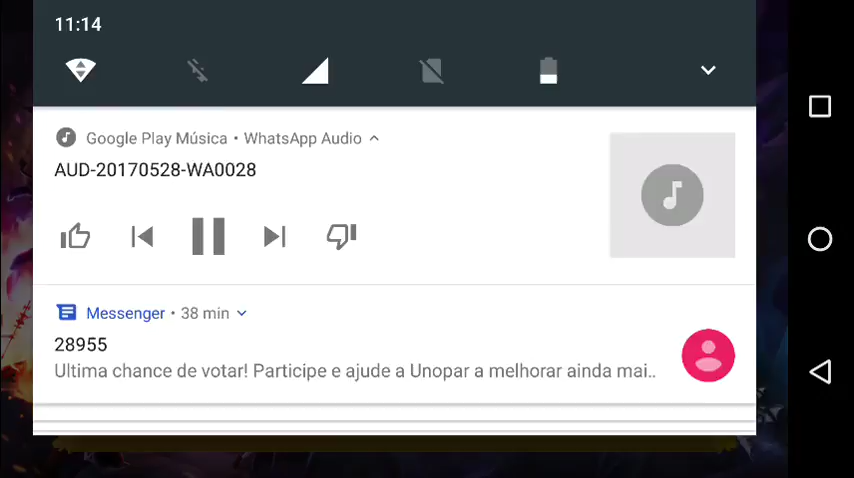 11:14
Google Play Música • WhatsApp Audio
AUD-20170528-WA0028
Messenger • 38 min
28955
Ultima chance de votar! Participe e ajude a Unopar a melhorar ainda mai..